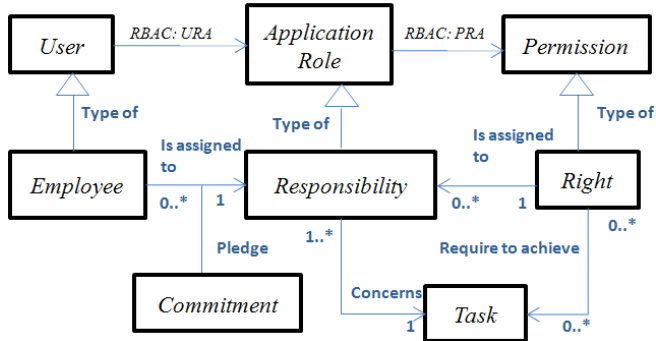 User
RBAC: URA
Application
Role
RBAC: PRA
Permission
Type of
Type of
Type of
Is assigned
to
Is assigned
to
Employee
Responsibility
Right
0..*
1
0..*
1
0..*
1..*
Pledge
Require to achieve
Commitment
Concerns
1
Task
0..*